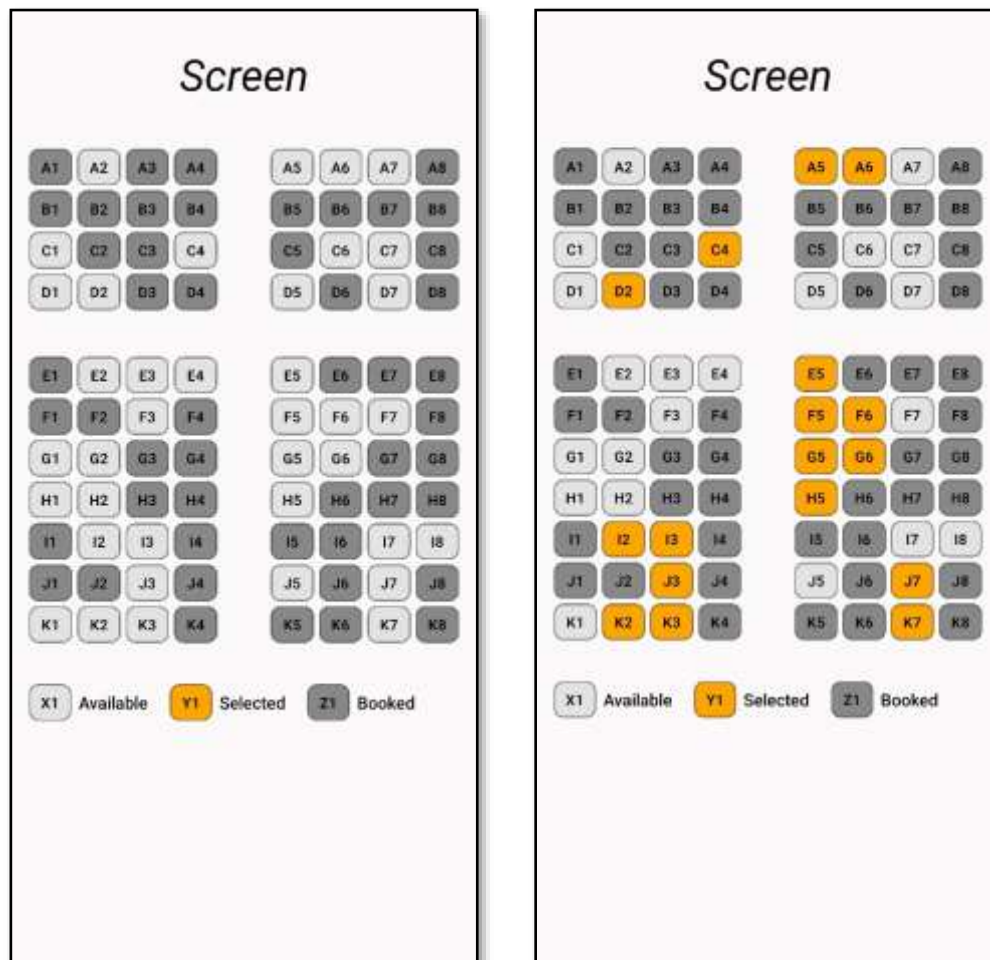 Screen
A1 A2 A3 A4 A5 A6 A7 A8
B1 B2 B3 B4 B5 B6 B7 B8
C1 C2 C3 C4 C5 C6 C7 C8
D1 D2 D3 D4 D5 D6 D7 D8
E1 E2 E3 E4 E5 E6 E7 E8
F1 F2 F3 F4 F5 F6 F7 F8
G1 G2 G3 G4 G5 G6 G7 G8
H1 H2 H3 H4 H5 H6 H7 H8
I1 I2 I3 I4 I5 I6 I7 I8
J1 J2 J3 J4 J5 J6 J7 J8
K1 K2 K3 K4 K5 K6 K7 K8
X1 Available Y1 Selected Z1 Booked
Screen
A1 A2 A3 A4 A5 A6 A7 A8
B1 B2 B3 B4 B5 B6 B7 B8
C1 C2 C3 C4 C5 C6 C7 C8
D1 D2 D3 D4 D5 D6 D7 D8
E1 E2 E3 E4 E5 E6 E7 E8
F1 F2 F3 F4 F5 F6 F7 F8
G1 G2 G3 G4 G5 G6 G7 G8
H1 H2 H3 H4 H5 H6 H7 H8
I1 I2 I3 I4 I5 I6 I7 I8
J1 J2 J3 J4 J5 J6 J7 J8
K1 K2 K3 K4 K5 K6 K7 K8
X1 Available Y1 Selected Z1 Booked